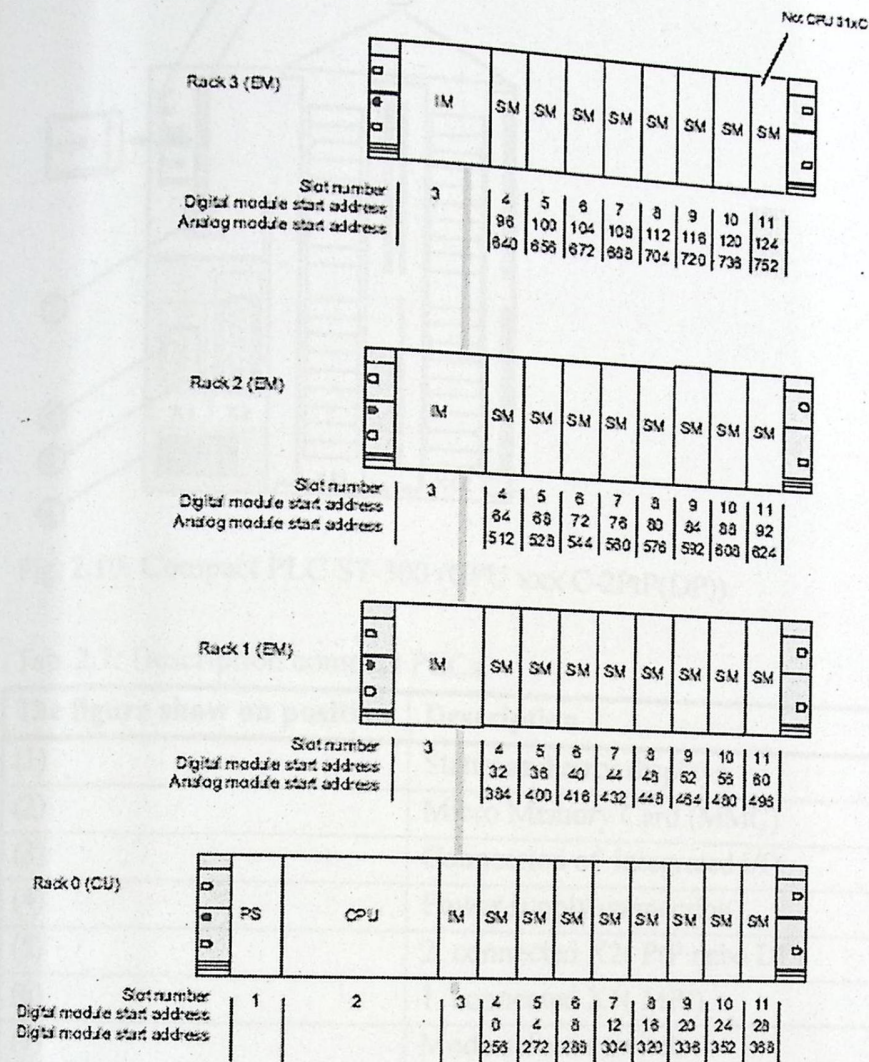 Not CPU 31xC
Rack 3 (EM)
IM SM SM SM SM SM SM SM SM
Slot number 3 4 5 6 7 8 9 10 11
Digital module start address 96 100 104 108 112 116 120 124
Analog module start address 640 656 672 688 704 720 736 752
Rack 2 (EM)
IM SM SM SM SM SM SM SM SM
Slot number 3 4 5 6 7 8 9 10 11
Digital module start address 64 68 72 76 80 84 88 92
Analog module start address 512 528 544 560 576 592 608 624
Rack 1 (EM)
IM SM SM SM SM SM SM SM SM
Slot number 3 4 5 6 7 8 9 10 11
Digital module start address 32 36 40 44 48 52 56 60
Analog module start address 384 400 416 432 448 464 480 496
Rack 0 (CU)
PS CPU IM SM SM SM SM SM SM SM SM
Slot number 1 2 3 4 5 6 7 8 9 10 11
Digital module start address 0 4 8 12 16 20 24 28
Digital module start address 256 272 288 304 320 336 352 368